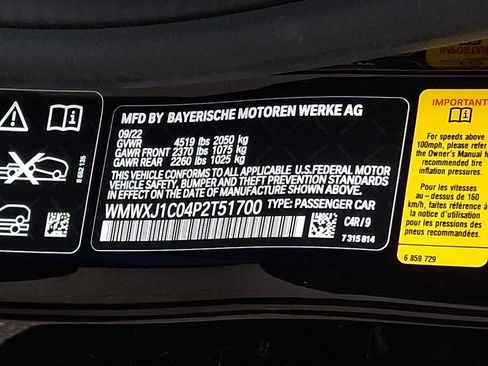 8 652 135
MFD BY BAYERISCHE MOTOREN WERKE AG
09/22
GVWR 4519 lbs 2050 kg
GAWR FRONT 2370 lbs 1075 kg
GAWR REAR 2260 lbs 1025 kg
THIS VEHICLE CONFORMS TO ALL APPLICABLE U.S.FEDERAL MOTOR
VEHICLE SAFETY, BUMPER, AND THEFT PREVENTION STANDARDS
IN EFFECT ON THE DATE OF MANUFACTURE SHOWN ABOVE.
WMWXJ1C04P2T51700 TYPE: PASSENGER CAR
CAR/9
7 315 814
IMPORTANT
For speeds above
100mph, please refer
the Owner's Manual
recommended tire
inflation pressures.
Pour les vitesses
au-dessus de 160
km/h, faites référence à
la notice d'utilisation
pour les pressions des
pneus recommandées.
6 859 729